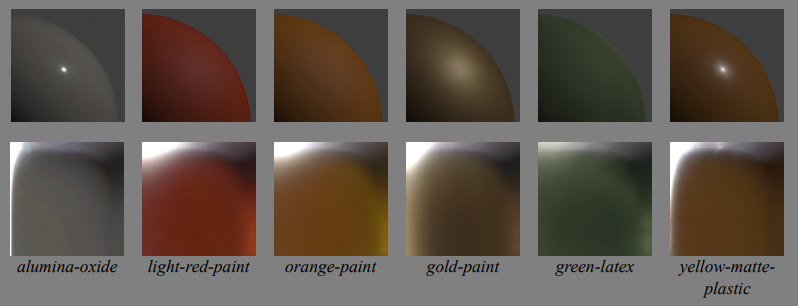 alumina-oxide light-red-paint orange-paint gold-paint green-latex yellow-matte-
plastic